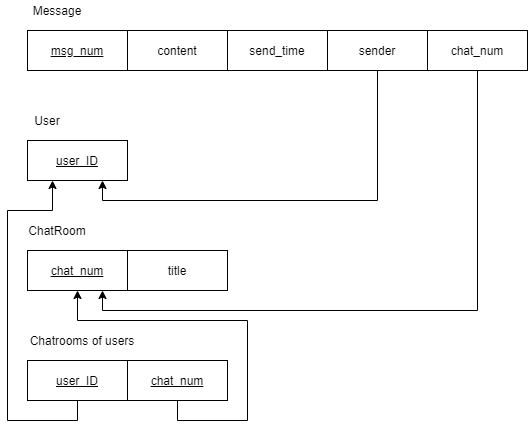 Message
msg_num content send_time sender chat_num
User
user_ID
ChatRoom
chat_num title
Chatrooms of users
user_ID chat_num